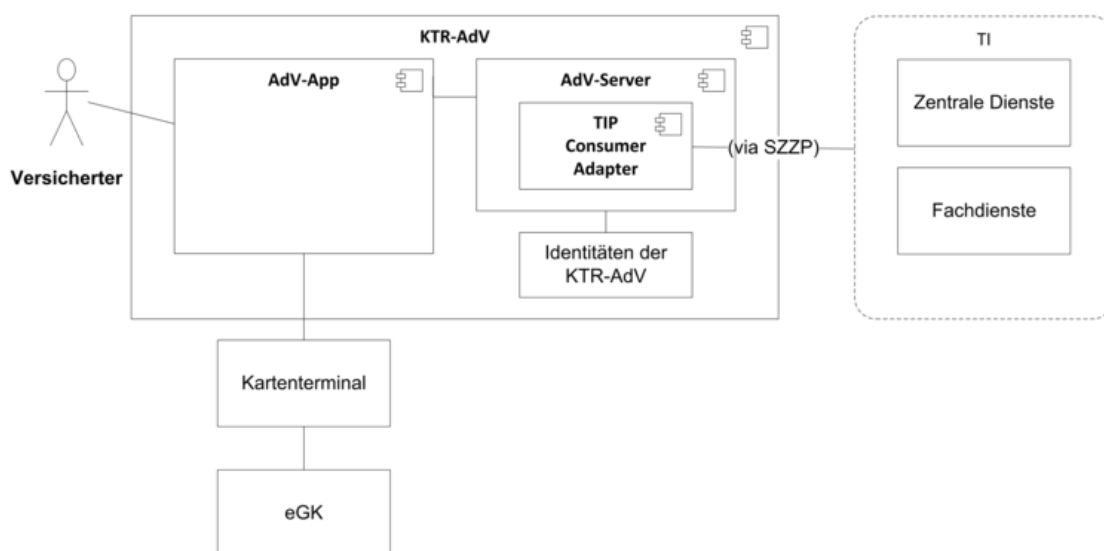 KTR-AdV
TI
AdV-App
AdV-Server
Zentrale Dienste
TIP
Consumer
Adapter
(via SZZP)
Versicherter
Fachdienste
Identitäten der
KTR-AdV
Kartenterminal
eGK